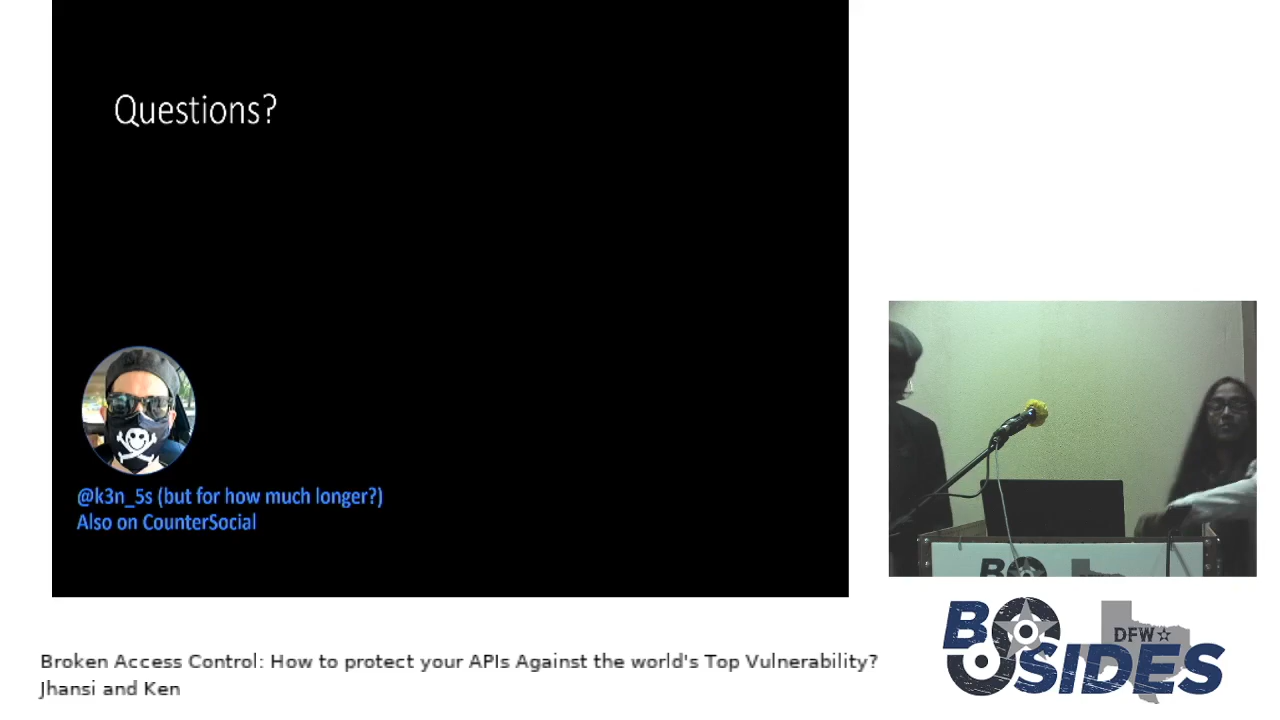 Questions?
@k3n_5s (but for how much longer?)
Also on CounterSocial
Broken Access Control: How to protect your APIs Against the world's Top Vulnerability?
Jhansi and Ken
BSIDES
DFW